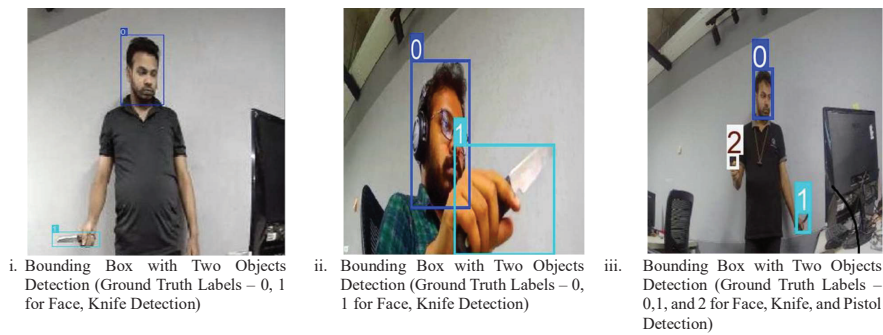 0
1
0
1
0
2
1
i. Bounding Box with Two Objects
Detection (Ground Truth Labels – 0, 1
for Face, Knife Detection)
ii. Bounding Box with Two Objects
Detection (Ground Truth Labels – 0,
1 for Face, Knife Detection)
iii. Bounding Box with Two Objects
Detection (Ground Truth Labels –
0,1, and 2 for Face, Knife, and Pistol
Detection)